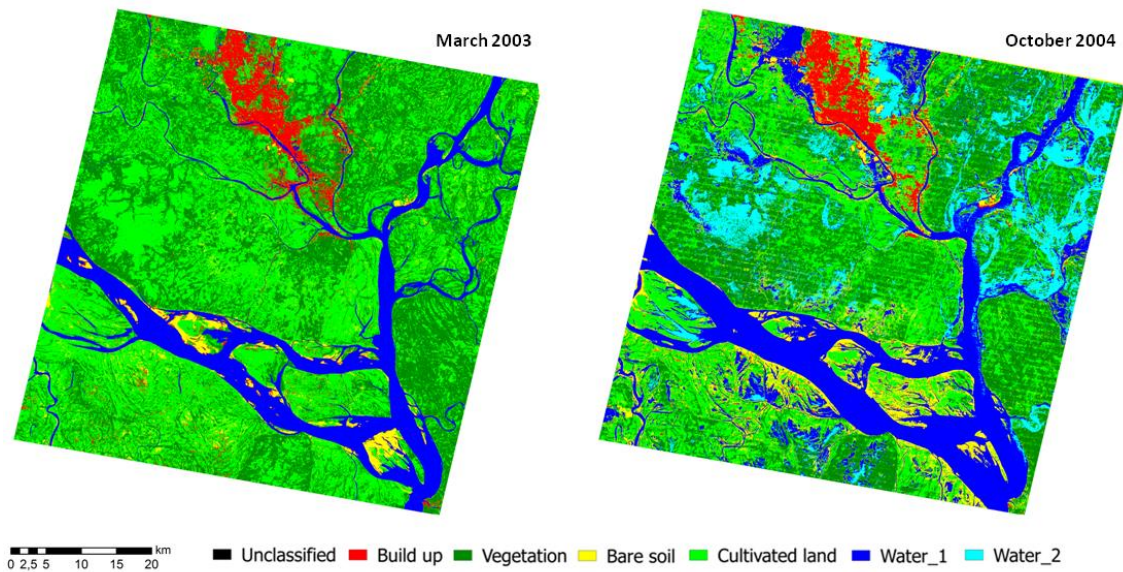 March 2003
October 2004
km
0 2,5 5 10 15 20
Unclassified Build up Vegetation Bare soil Cultivated land Water_1 Water_2